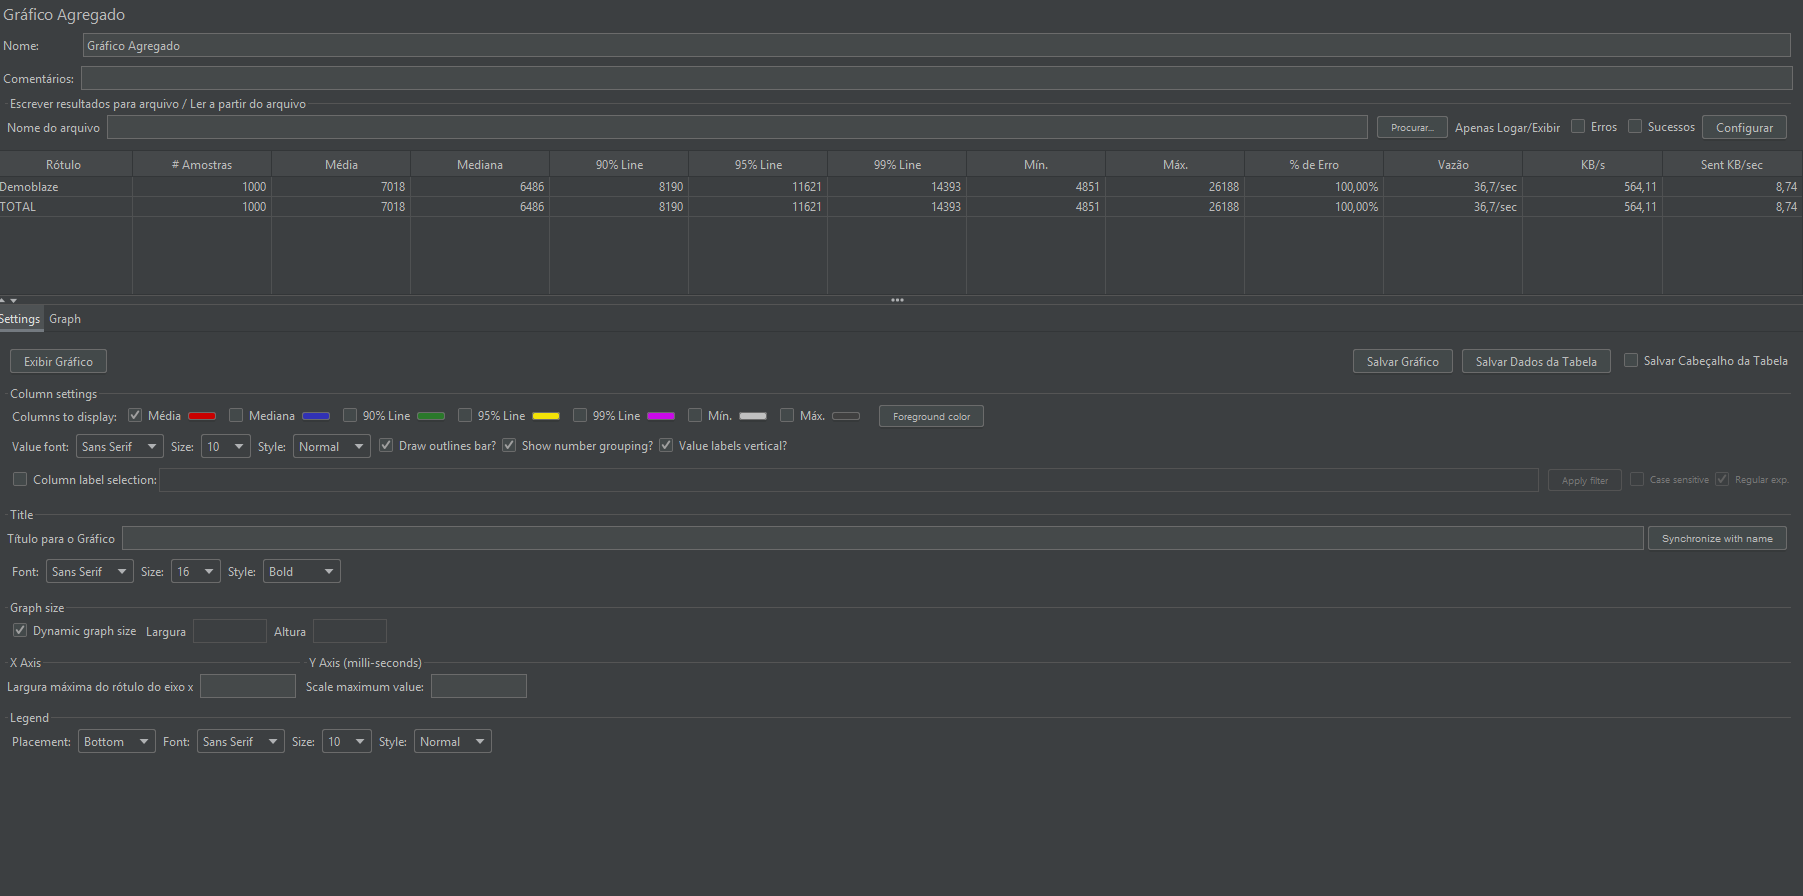 Gráfico Agregado
Nome: Gráfico Agregado
Comentários:
Escrever resultados para arquivo / Ler a partir do arquivo
Nome do arquivo Procurar... Apenas Logar/Exibir Erros Sucessos Configurar
Rótulo # Amostras Média Mediana 90% Line 95% Line 99% Line Mín. Máx. % de Erro Vazão KB/s Sent KB/sec
Demoblaze 1000 7018 6486 8190 11621 14393 4851 26188 100,00% 36,7/sec 564,11 8,74
TOTAL 1000 7018 6486 8190 11621 14393 4851 26188 100,00% 36,7/sec 564,11 8,74
Settings Graph
Exibir Gráfico Salvar Gráfico Salvar Dados da Tabela Salvar Cabeçalho da Tabela
Column settings
Columns to display: Média Mediana 90% Line 95% Line 99% Line Mín. Máx. Foreground color
Value font: Sans Serif Size: 10 Style: Normal Draw outlines bar? Show number grouping? Value labels vertical?
Column label selection: Apply filter Case sensitive Regular exp.
Title
Título para o Gráfico Synchronize with name
Font: Sans Serif Size: 16 Style: Bold
Graph size
Dynamic graph size Largura Altura
X Axis Y Axis (milli-seconds)
Largura máxima do rótulo do eixo x Scale maximum value:
Legend
Placement: Bottom Font: Sans Serif Size: 10 Style: Normal